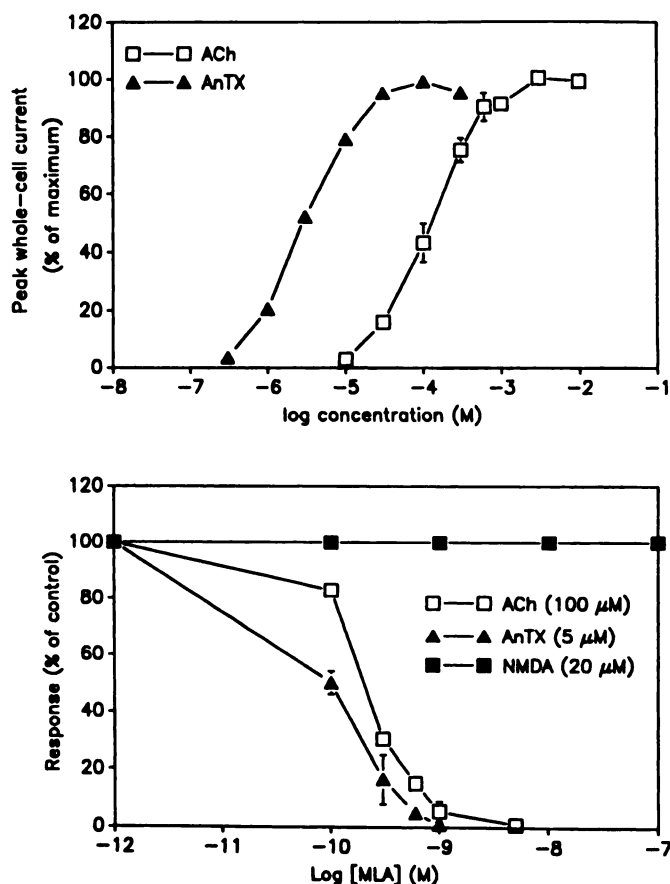 120
100
80
60
40
20
0
Peak whole-cell current
(% of maximum)
ACh
AnTX
−8 −7 −6 −5 −4 −3 −2 −1
log concentration (M)
120
100
80
60
40
20
0
Response (% of control)
ACh (100 μM)
AnTX (5 μM)
NMDA (20 μM)
−12 −11 −10 −9 −8 −7
Log [MLA] (M)